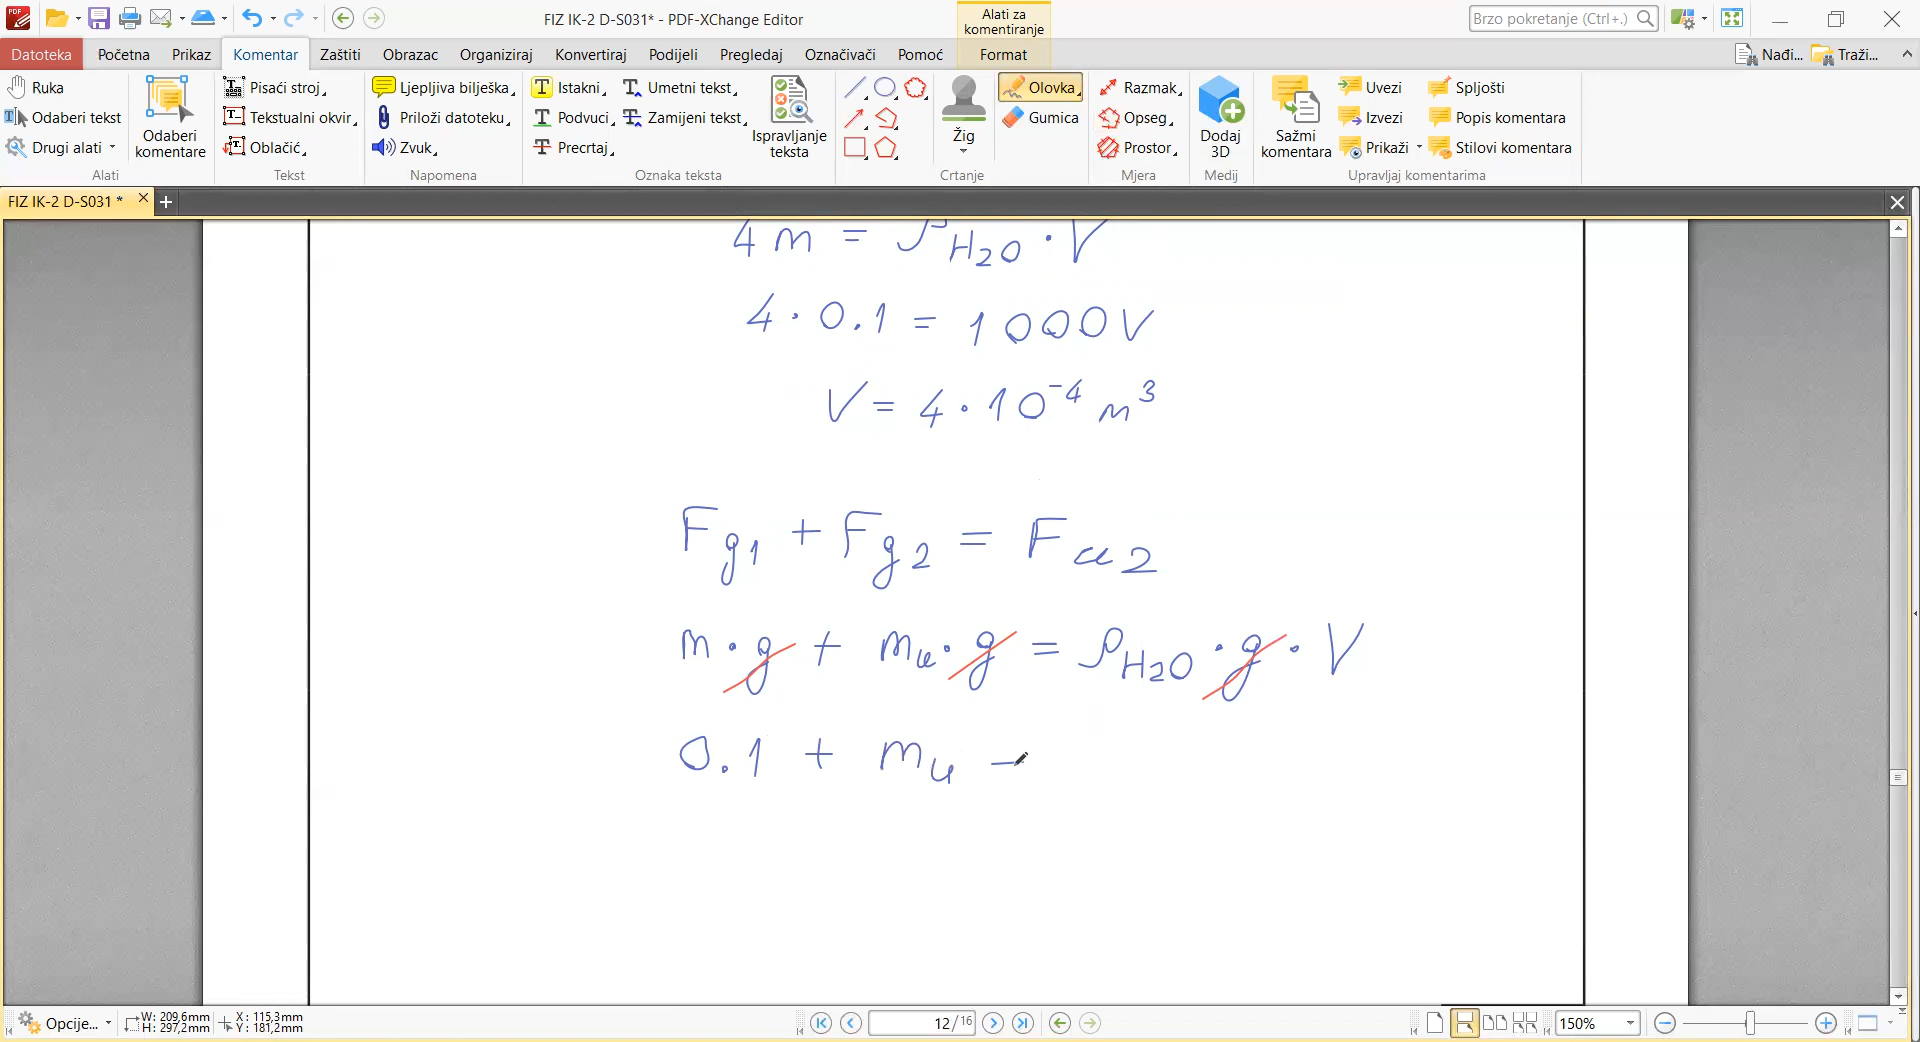 FIZ IK-2 D-S031* - PDF-XChange Editor
Alati za komentiranje
Brzo pokretanje (Ctrl+.)
Datoteka Početna Prikaz Komentar Zaštiti Obrazac Organiziraj Konvertiraj Podijeli Pregledaj Označivači Pomoć Format Nađi... Traži...
Ruka
Odaberi tekst
Drugi alati
Alati
Odaberi komentare
Pisaći stroj
Tekstualni okvir
Oblačić
Tekst
Ljepljiva bilješka
Priloži datoteku
Zvuk
Napomena
Istakni
Podvuci
Precrtaj
Umetni tekst
Zamijeni tekst
Ispravljanje teksta
Oznaka teksta
Crtanje
Žig
Olovka
Gumica
Razmak
Opseg
Prostor
Mjera
Dodaj 3D
Medij
Sažmi komentara
Uvezi
Izvezi
Prikaži
Spljošti
Popis komentara
Stilovi komentara
Upravljaj komentarima
FIZ IK-2 D-S031 *
4 m = ρH2O · V
4 · 0.1 = 1000 V
V = 4 · 10⁻⁴ m³
Fg1 + Fg2 = Fu2
m · g + mu · g = ρH2O · g · V
0.1 + mu -
Opcije...
W: 209,6mm
H: 297,2mm
X: 115,3mm
Y: 181,2mm
12 / 16
150%